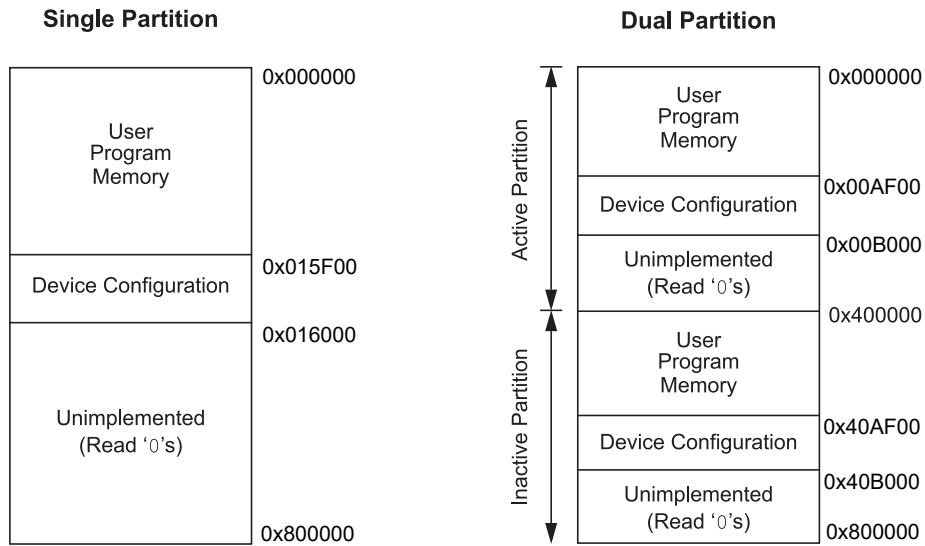 Single Partition
0x000000
User
Program
Memory
0x015F00
Device Configuration
0x016000
Unimplemented
(Read ‘0’s)
0x800000
Dual Partition
Active Partition
0x000000
User
Program
Memory
0x00AF00
Device Configuration
0x00B000
Unimplemented
(Read ‘0’s)
0x400000
Inactive Partition
User
Program
Memory
0x40AF00
Device Configuration
0x40B000
Unimplemented
(Read ‘0’s)
0x800000